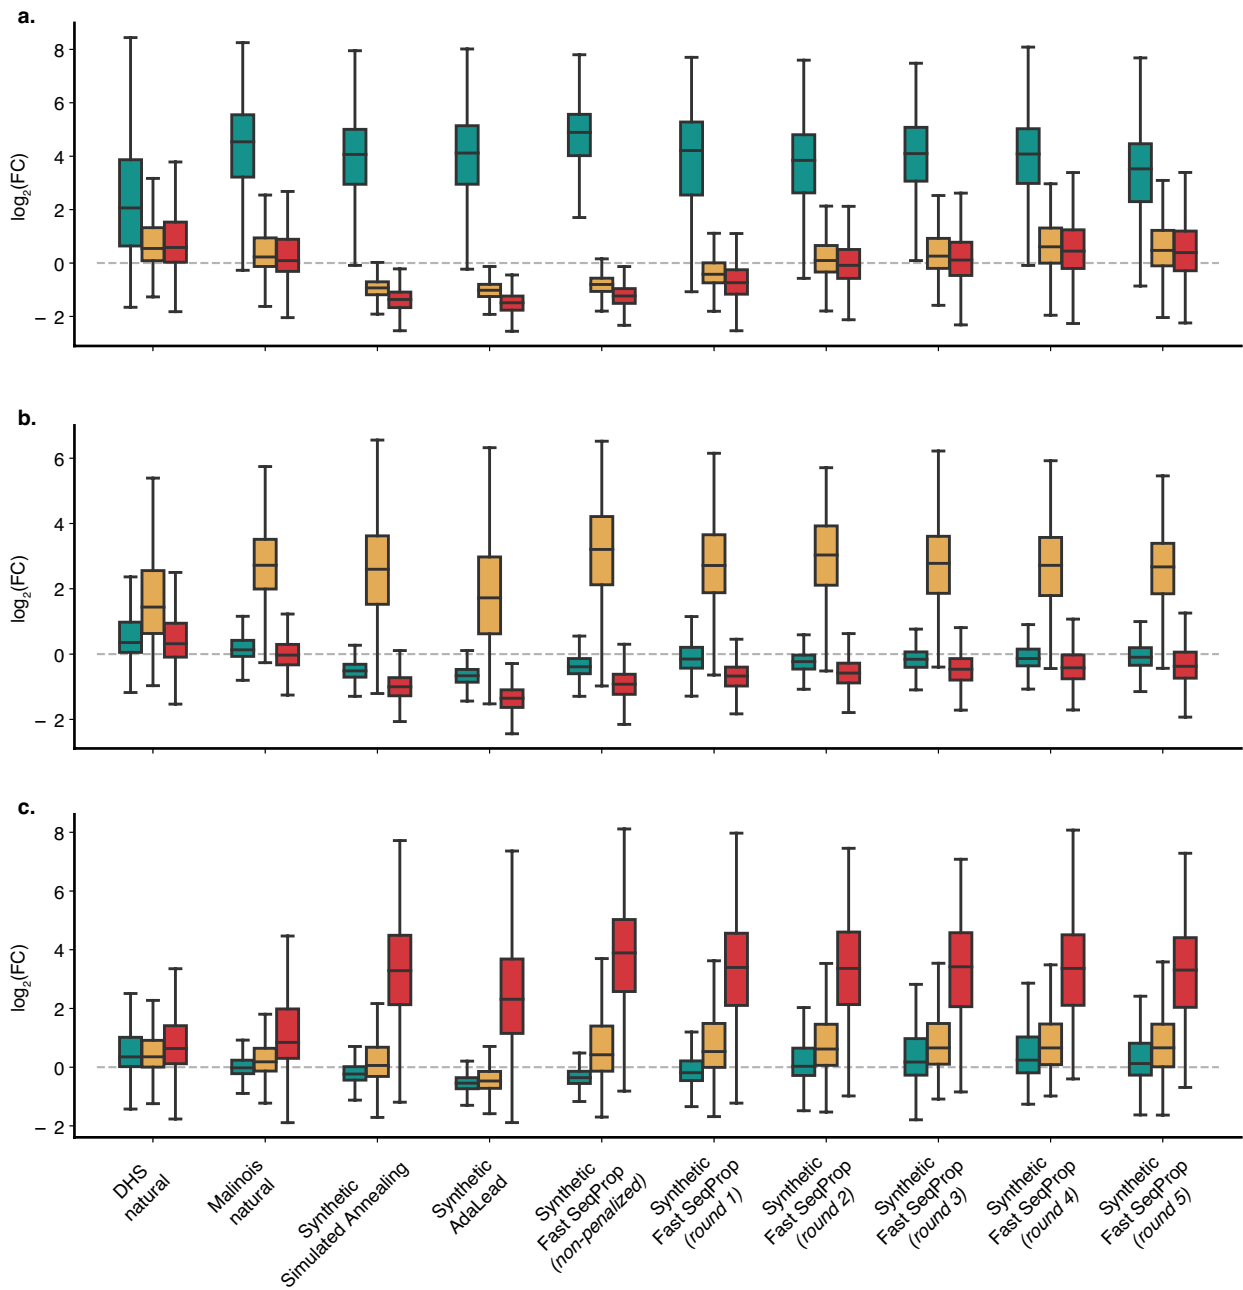 a.
log2(FC)
8
6
4
2
0
− 2
b.
log2(FC)
6
4
2
0
− 2
c.
log2(FC)
8
6
4
2
0
− 2
DHS
natural
Malinois
natural
Synthetic
Simulated Annealing
Synthetic
AdaLead
Synthetic
Fast SeqProp
(non-penalized)
Synthetic
Fast SeqProp
(round 1)
Synthetic
Fast SeqProp
(round 2)
Synthetic
Fast SeqProp
(round 3)
Synthetic
Fast SeqProp
(round 4)
Synthetic
Fast SeqProp
(round 5)